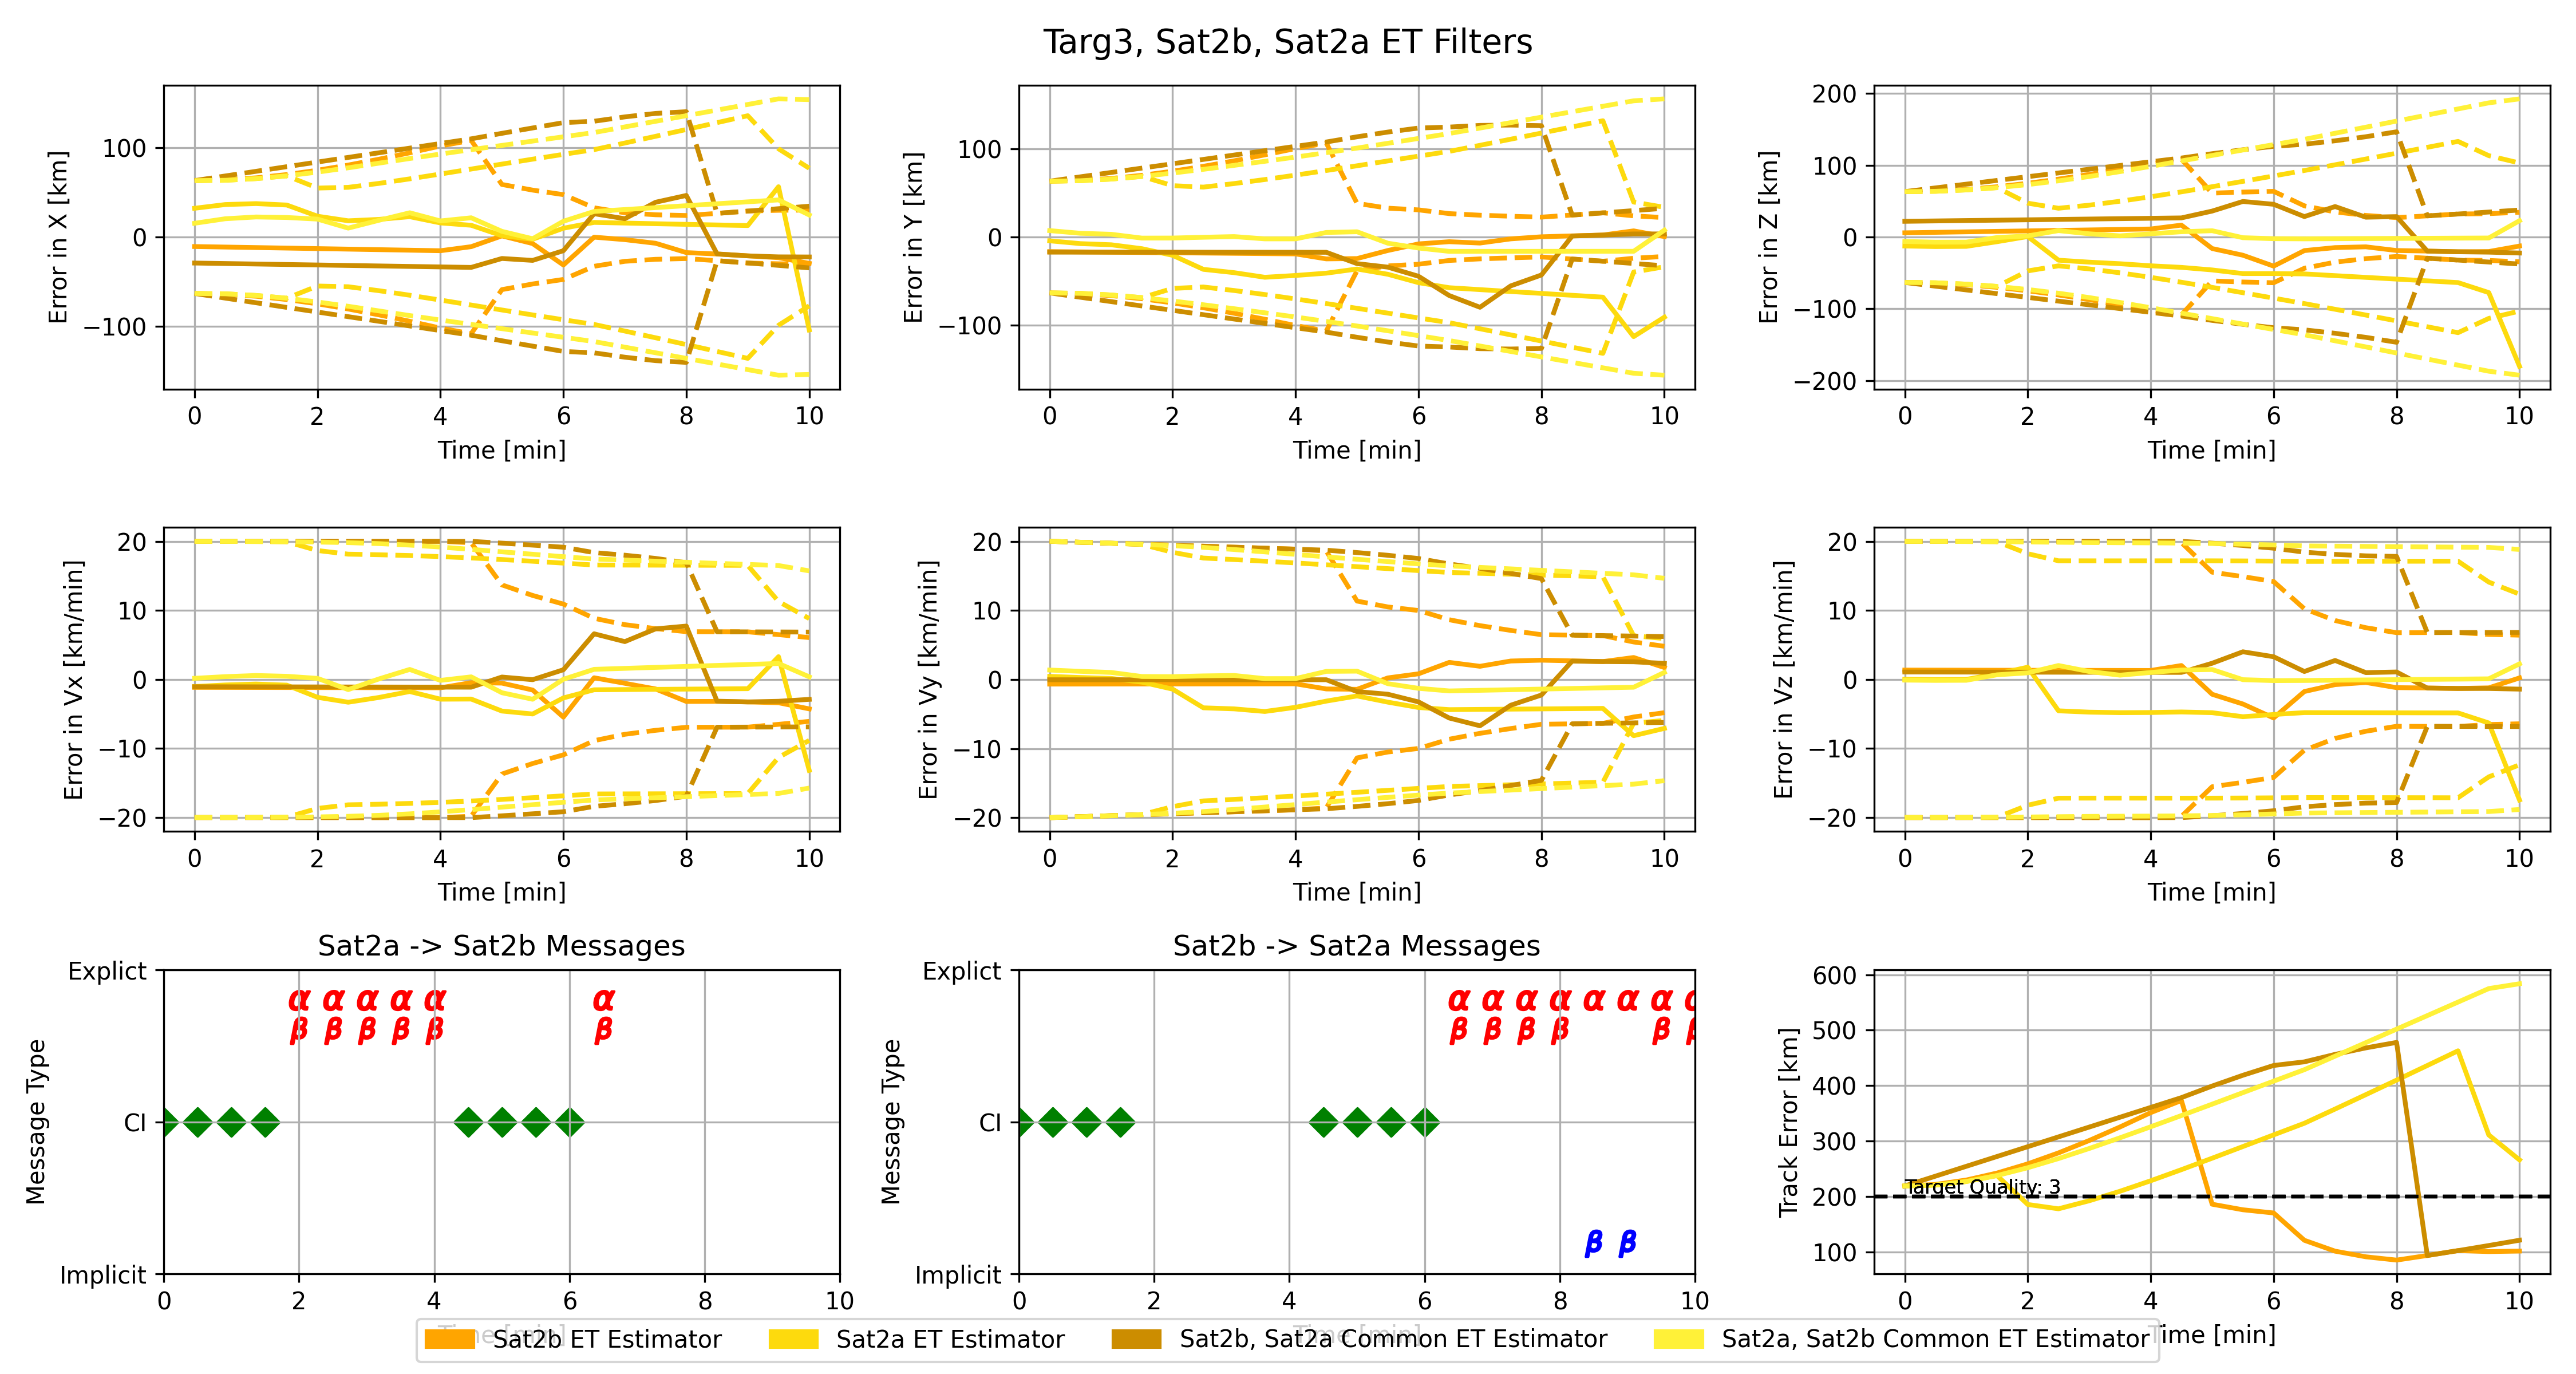 Targ3, Sat2b, Sat2a ET Filters
Error in X [km]
100
0
−100
0 2 4 6 8 10
Time [min]
Error in Y [km]
100
0
−100
0 2 4 6 8 10
Time [min]
Error in Z [km]
200
100
0
−100
−200
0 2 4 6 8 10
Time [min]
Error in Vx [km/min]
20
10
0
−10
−20
0 2 4 6 8 10
Time [min]
Error in Vy [km/min]
20
10
0
−10
−20
0 2 4 6 8 10
Time [min]
Error in Vz [km/min]
20
10
0
−10
−20
0 2 4 6 8 10
Time [min]
Sat2a -> Sat2b Messages
Message Type
Explict
α α α α α α
β β β β β β
CI
Implicit
0 2 4 6 8 10
Time [min]
Sat2b -> Sat2a Messages
Message Type
Explict
α α α α α α α α
β β β β β β
CI
β β
Implicit
0 2 4 6 8 10
Time [min]
Track Error [km]
600
500
400
300
200
100
Target Quality: 3
0 2 4 6 8 10
Time [min]
Sat2b ET Estimator
Sat2a ET Estimator
Sat2b, Sat2a Common ET Estimator
Sat2a, Sat2b Common ET Estimator